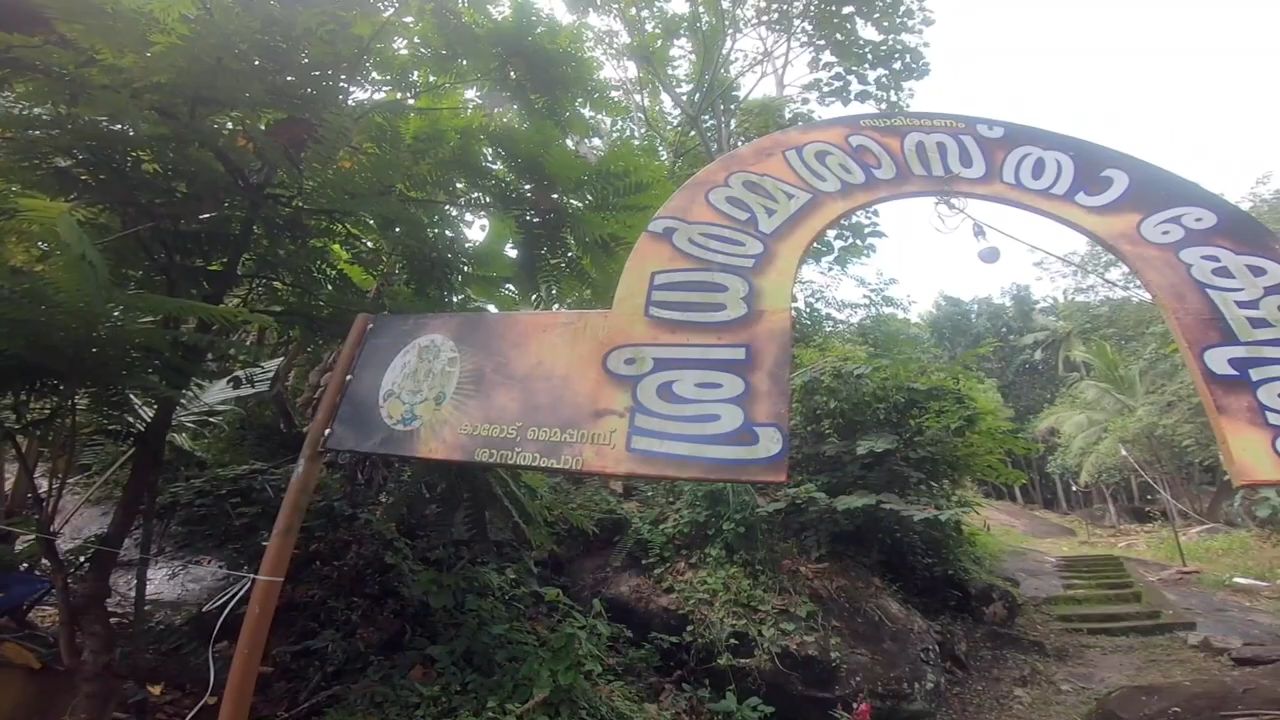 സ്വാമിശരണം
ശ്രീ ധർമ്മശാസ്താ
കാരോട്, മൈപ്പറമ്പ്,
ശാസ്താംപാറ